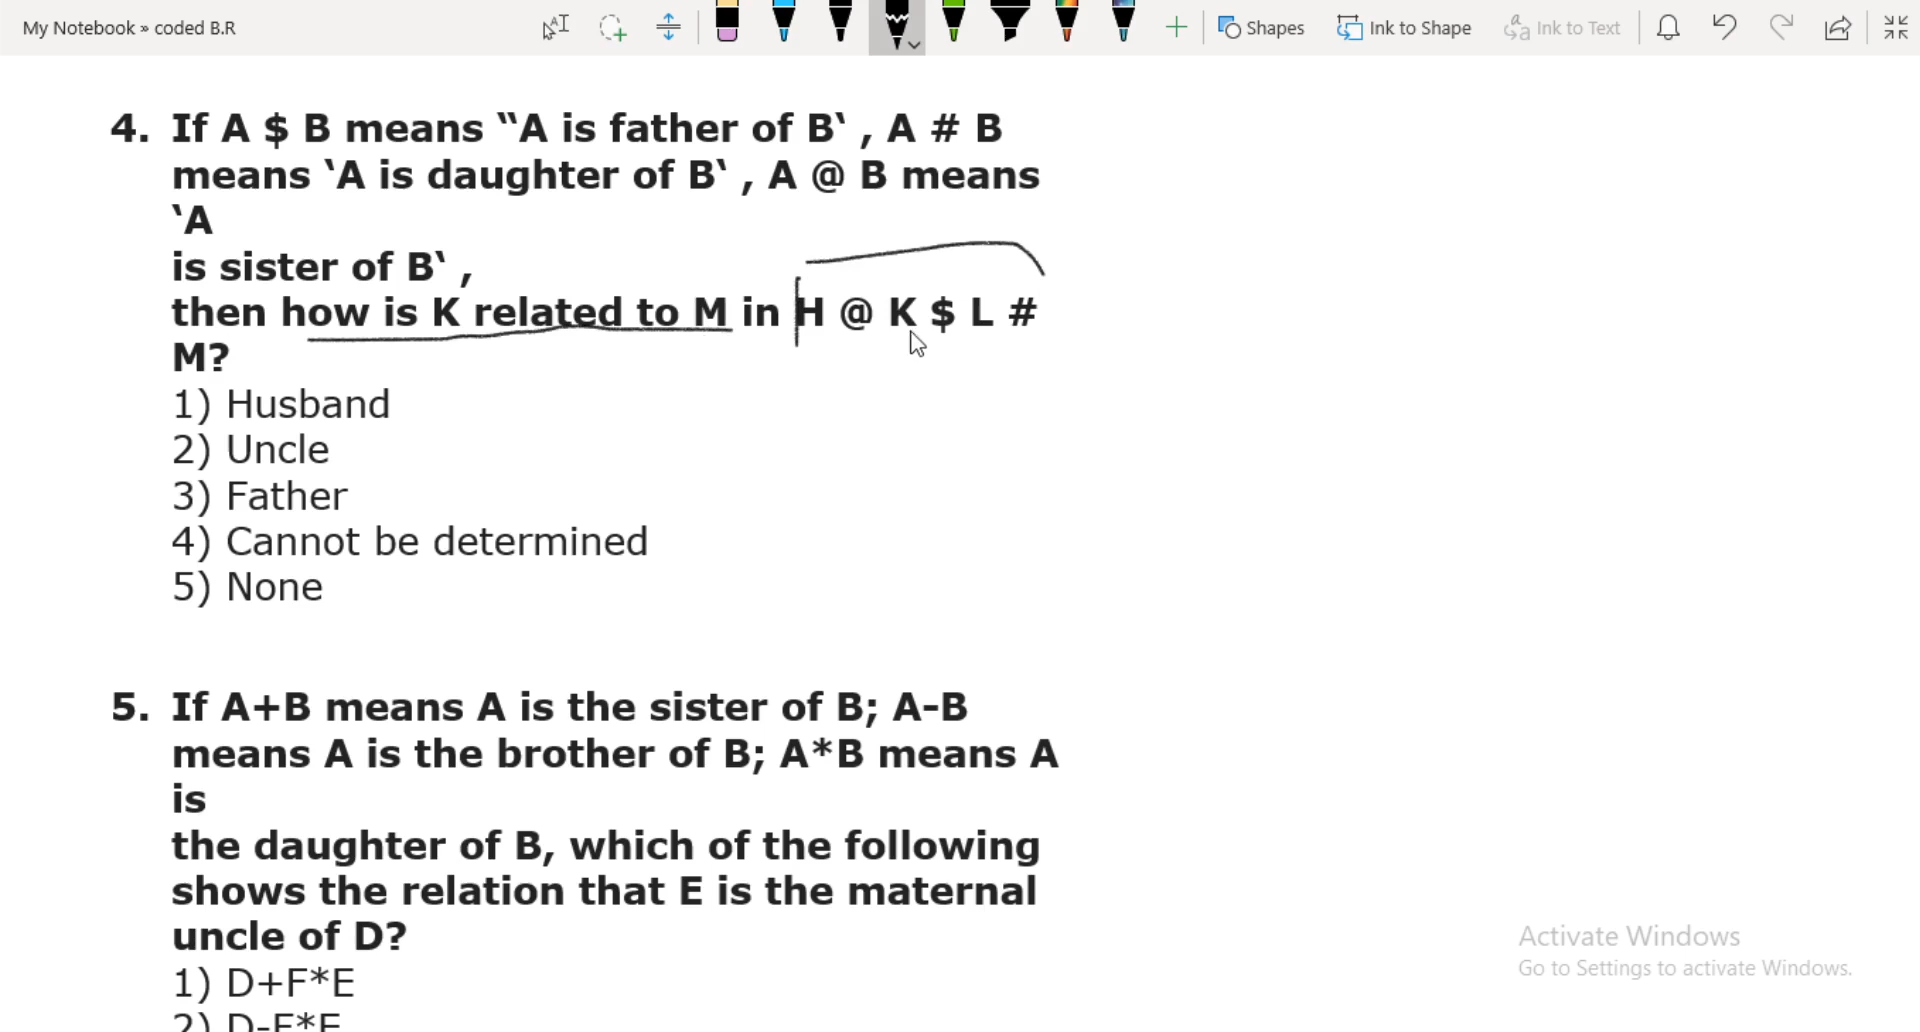 My Notebook » coded B.R
Shapes
Ink to Shape
Ink to Text
4. If A $ B means “A is father of B‛ , A # B
means ‛A is daughter of B‛ , A @ B means
‛A
is sister of B‛ ,
then how is K related to M in H @ K $ L #
M?
1) Husband
2) Uncle
3) Father
4) Cannot be determined
5) None
5. If A+B means A is the sister of B; A-B
means A is the brother of B; A*B means A
is
the daughter of B, which of the following
shows the relation that E is the maternal
uncle of D?
1) D+F*E
2) D-F*E
Activate Windows
Go to Settings to activate Windows.